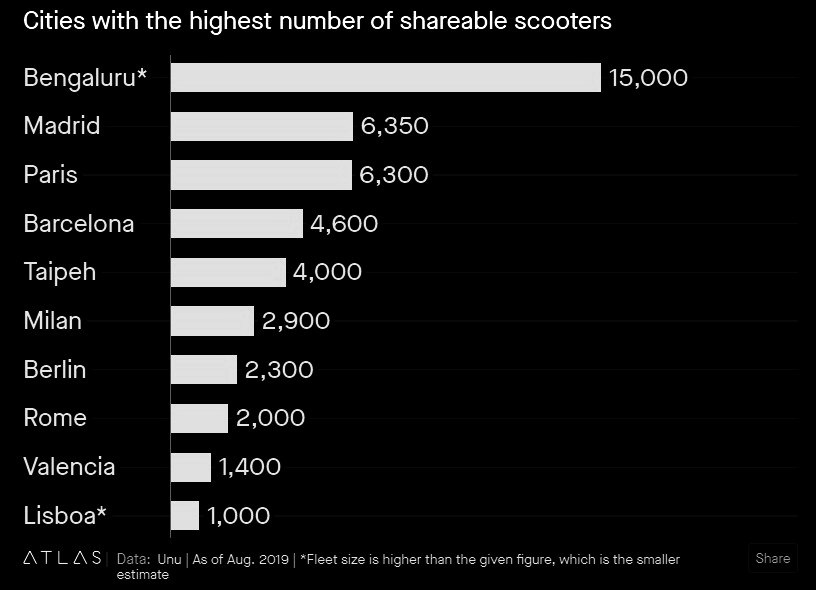 Cities with the highest number of shareable scooters
Bengaluru* 15,000
Madrid 6,350
Paris 6,300
Barcelona 4,600
Taipeh 4,000
Milan 2,900
Berlin 2,300
Rome 2,000
Valencia 1,400
Lisboa* 1,000
ATLAS Data: Unu | As of Aug. 2019 | *Fleet size is higher than the given figure, which is the smaller
estimate
Share